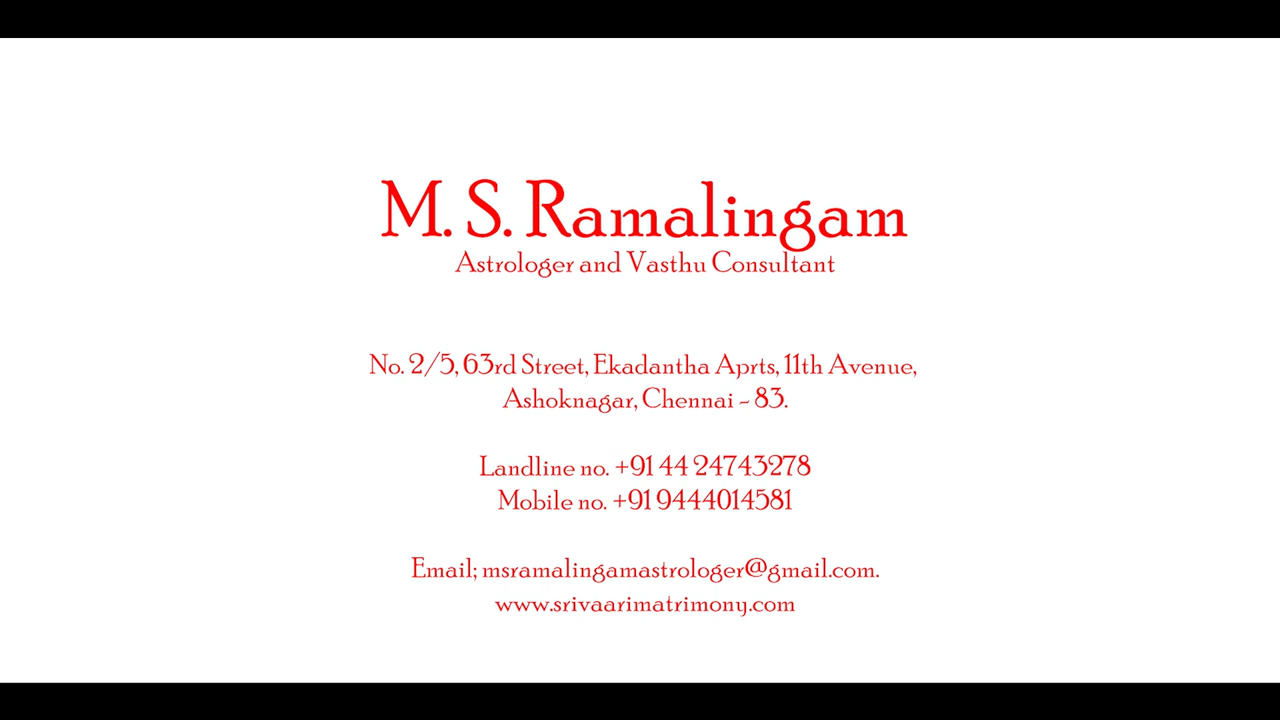 M. S. Ramalingam
Astrologer and Vasthu Consultant
No. 2/5, 63rd Street, Ekadantha Aprts, 11th Avenue,
Ashoknagar, Chennai - 83.
Landline no. +91 44 24743278
Mobile no. +91 9444014581
Email; msramalingamastrologer@gmail.com.
www.srivaarimatrimony.com